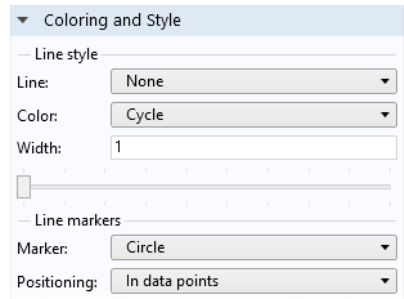 Coloring and Style
Line style
Line: None
Color: Cycle
Width: 1
Line markers
Marker: Circle
Positioning: In data points